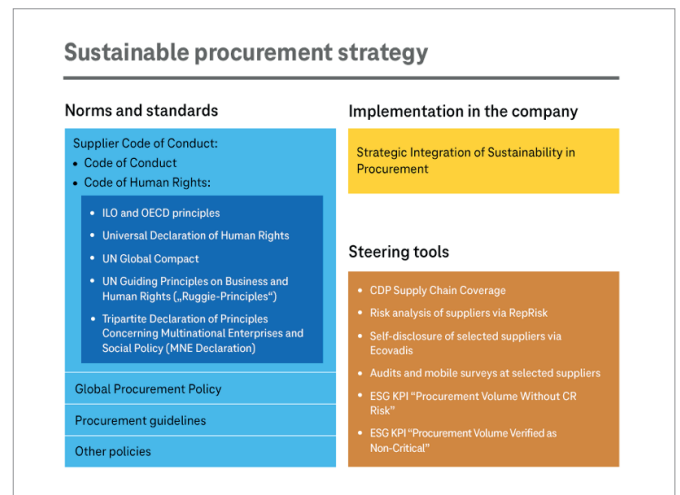 Sustainable procurement strategy
Norms and standards
Supplier Code of Conduct:
• Code of Conduct
• Code of Human Rights:
• ILO and OECD principles
• Universal Declaration of Human Rights
• UN Global Compact
• UN Guiding Principles on Business and
Human Rights („Ruggie-Principles“)
• Tripartite Declaration of Principles
Concerning Multinational Enterprises and
Social Policy (MNE Declaration)
Global Procurement Policy
Procurement guidelines
Other policies
Implementation in the company
Strategic Integration of Sustainability in
Procurement
Steering tools
• CDP Supply Chain Coverage
• Risk analysis of suppliers via RepRisk
• Self-disclosure of selected suppliers via
Ecovadis
• Audits and mobile surveys at selected suppliers
• ESG KPI “Procurement Volume Without CR
Risk”
• ESG KPI “Procurement Volume Verified as
Non-Critical”